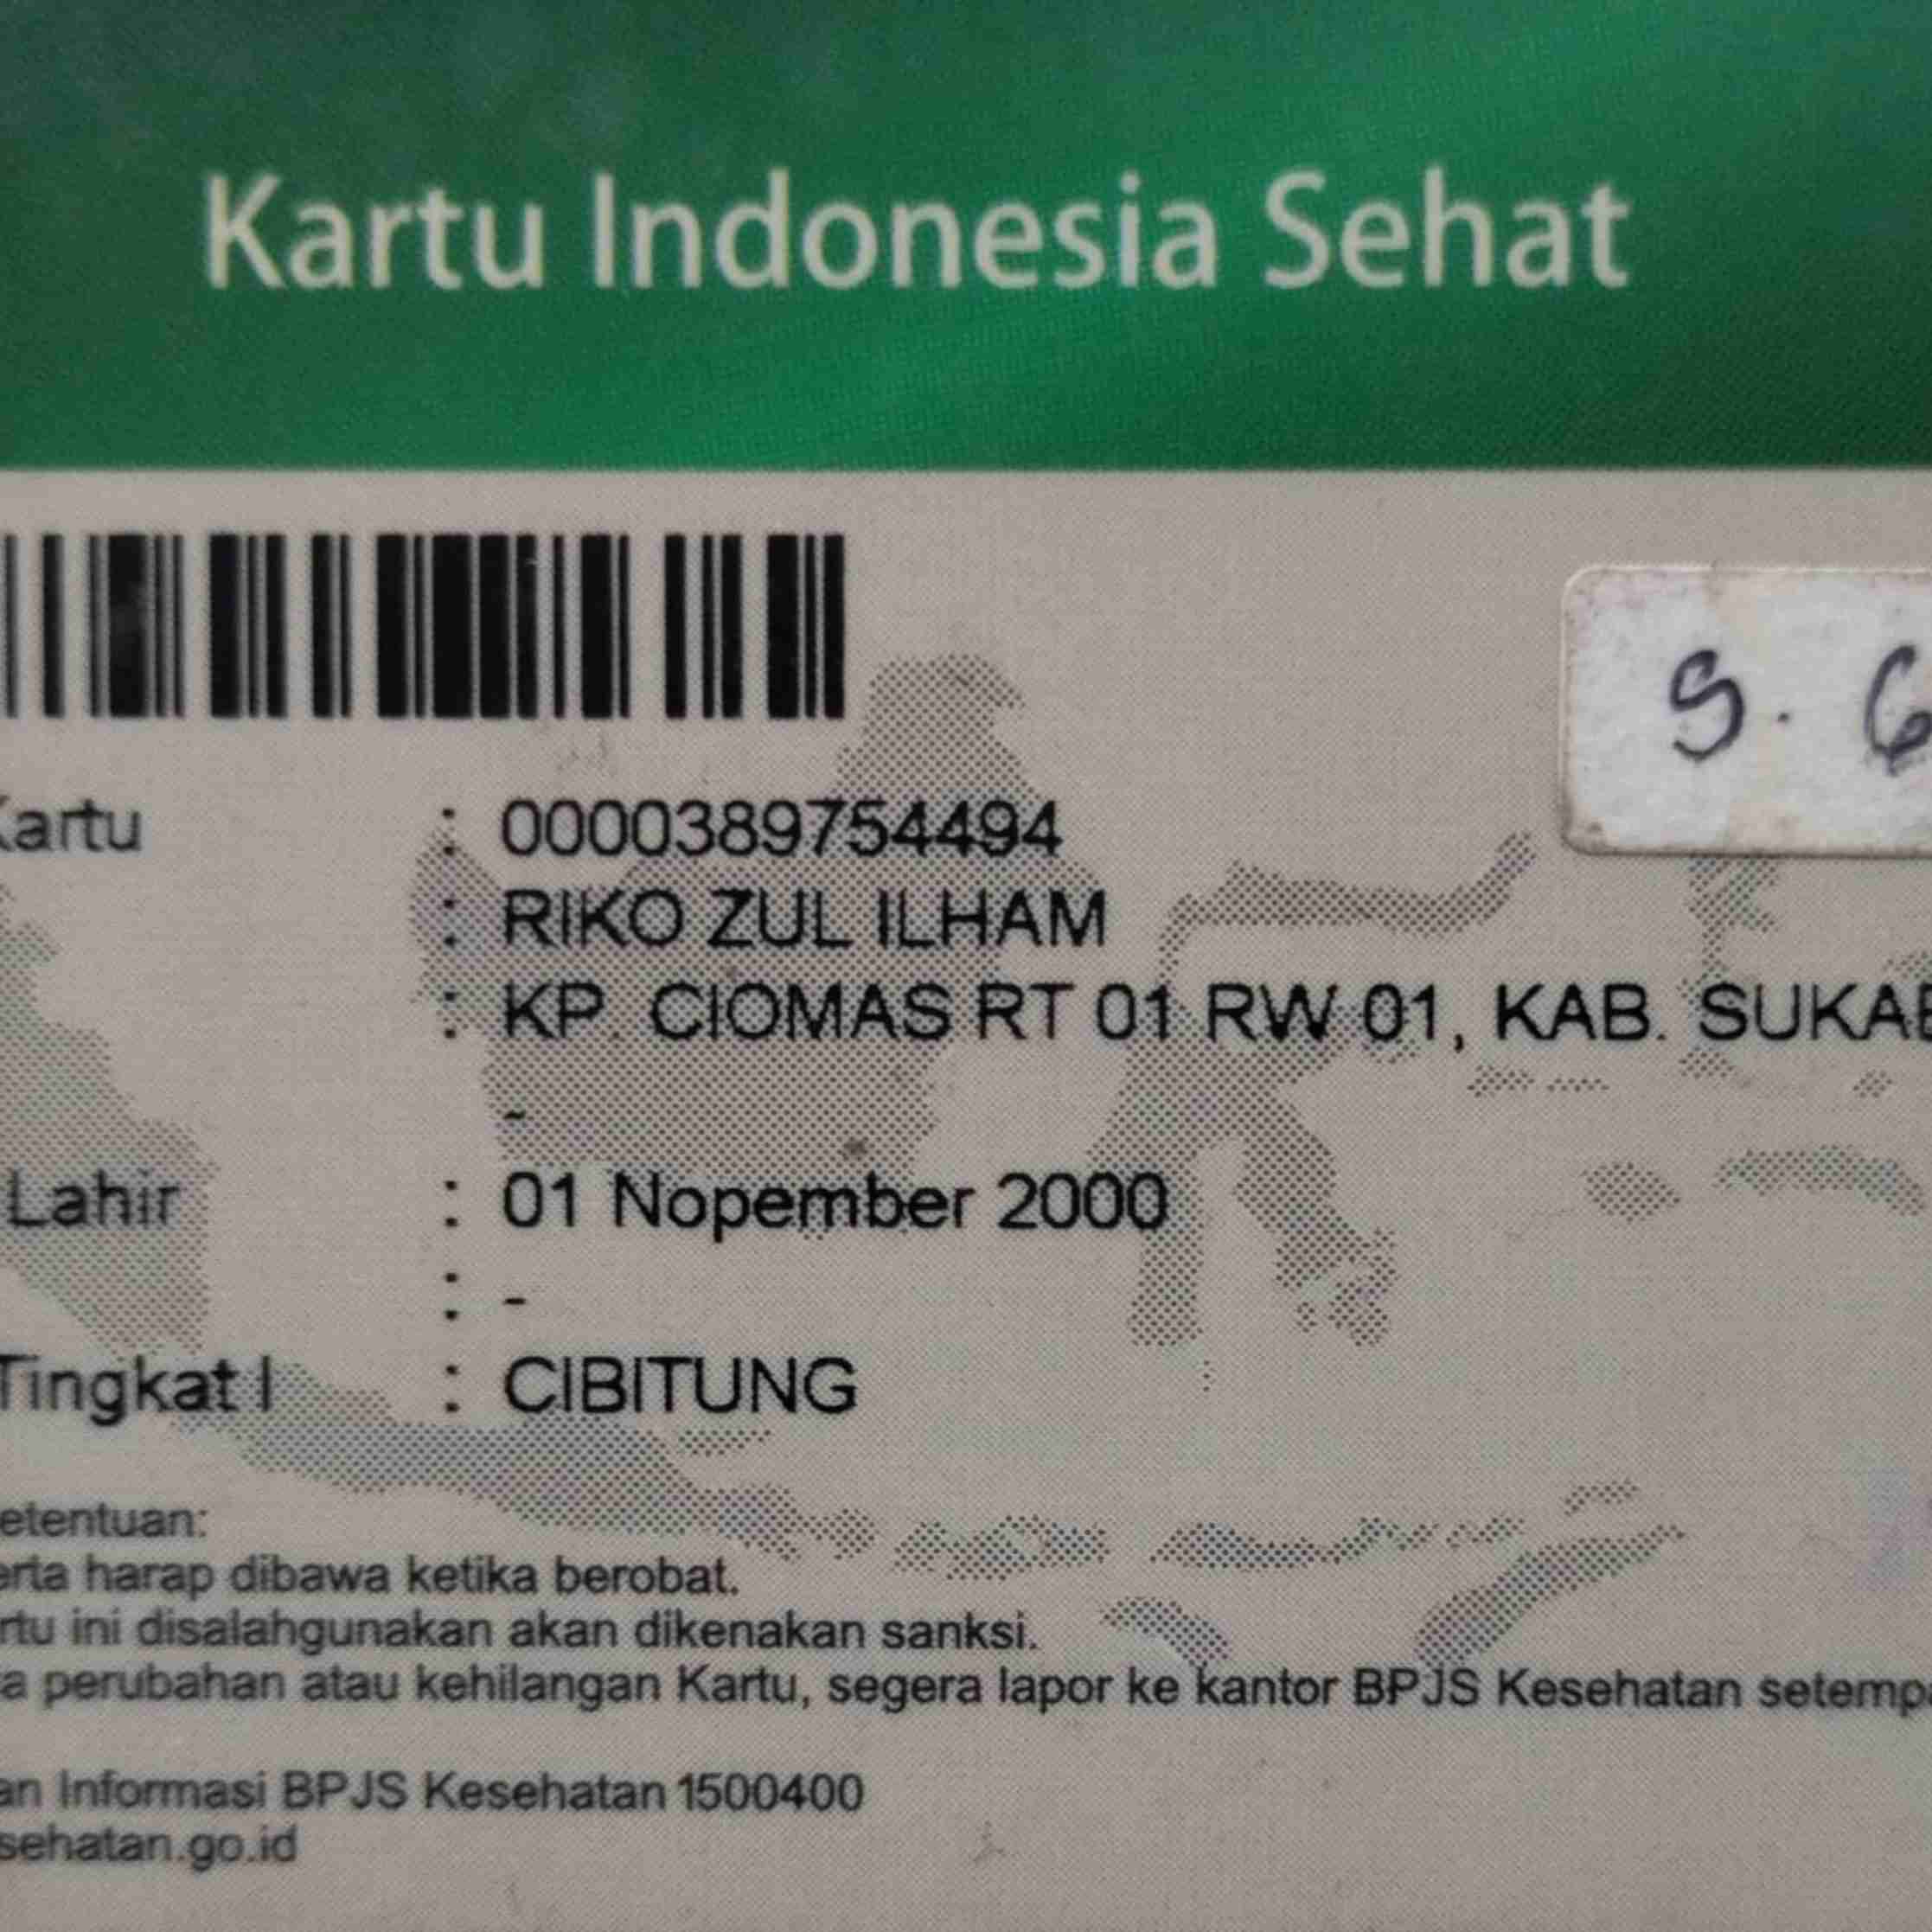 Kartu Indonesia Sehat
S. 6
Kartu : 0000389754494
: RIKO ZUL ILHAM
: KP. CIOMAS RT 01 RW 01, KAB. SUKAB
-
Lahir : 01 Nopember 2000
: -
Tingkat I : CIBITUNG
etentuan:
erta harap dibawa ketika berobat.
rtu ini disalahgunakan akan dikenakan sanksi.
a perubahan atau kehilangan Kartu, segera lapor ke kantor BPJS Kesehatan setempa
an Informasi BPJS Kesehatan 1500400
sehatan.go.id